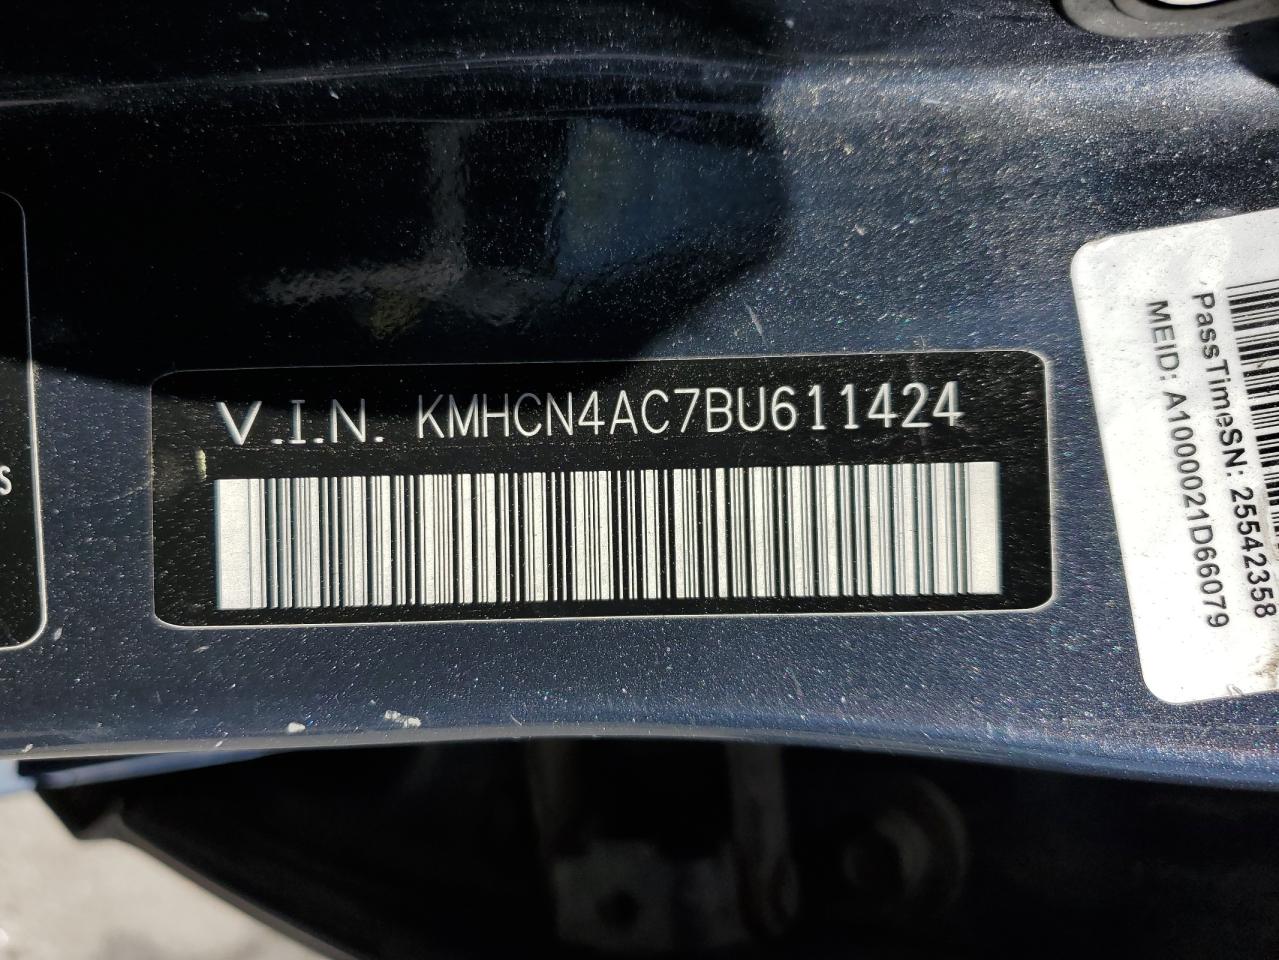 S
V.I.N. KMHCN4AC7BU611424
PassTimeSN: 25542358
MEID: A1000021D66079